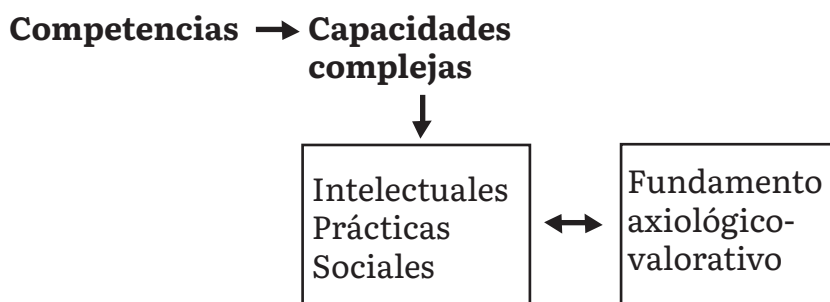 Competencias → Capacidades
complejas
Intelectuales
Prácticas
Sociales
Fundamento
axiológico-
valorativo